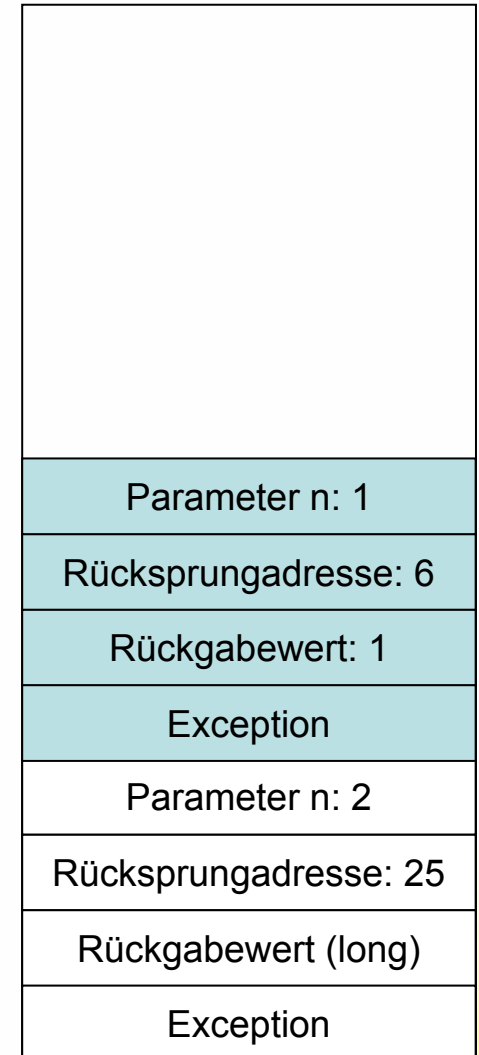 Parameter n: 1
Rücksprungadresse: 6
Rückgabewert: 1
Exception
Parameter n: 2
Rücksprungadresse: 25
Rückgabewert (long)
Exception